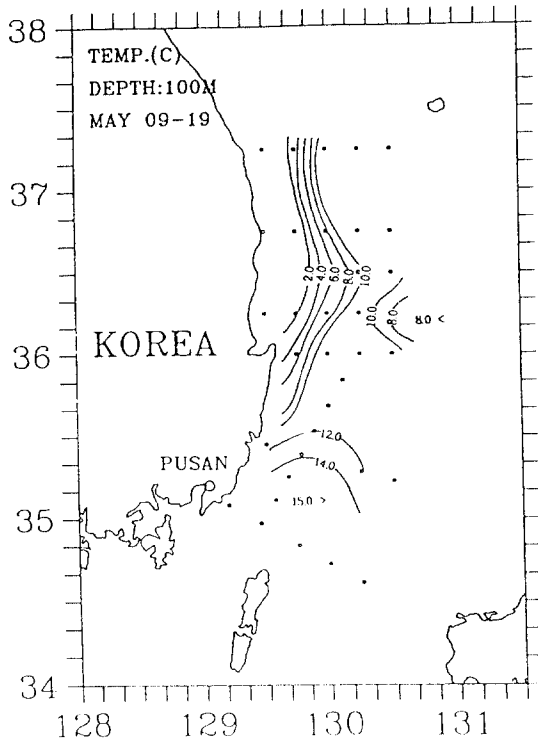 38
TEMP.(C)
DEPTH:100M
MAY 09-19
37
2.0 4.0 6.0 8.0 10.0
10.0 8.0 8.0 <
KOREA
36
12.0
PUSAN
14.0
15.0 >
35
34
128 129 130 131